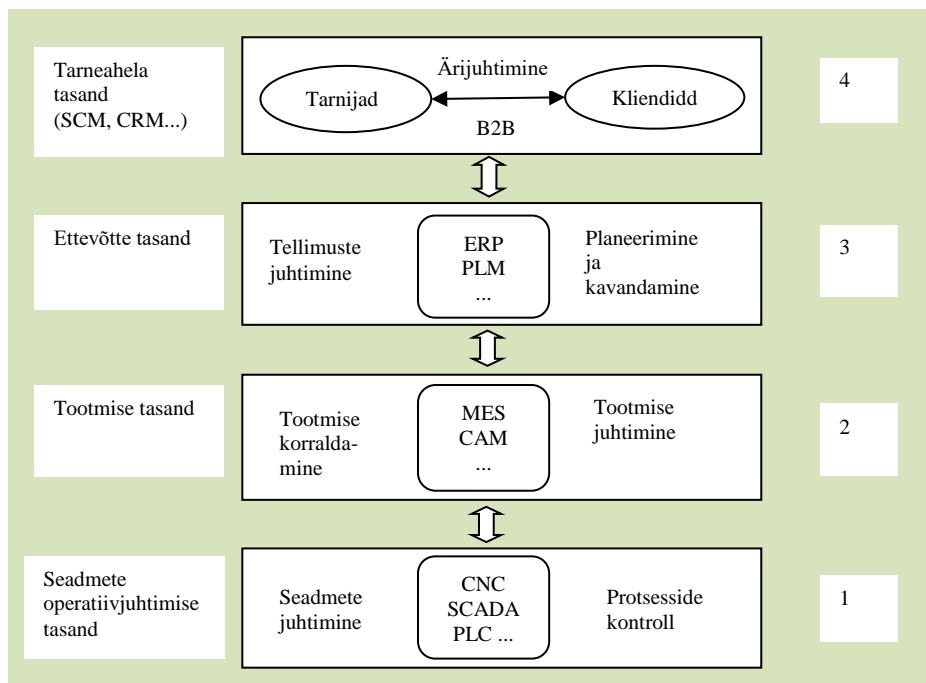 Tarneahela
tasand
(SCM, CRM...)
Ärijuhtimine
Tarnijad
Kliendidd
B2B
4
Ettevõtte tasand
Tellimuste
juhtimine
ERP
PLM
...
Planeerimine
ja
kavandamine
3
Tootmise tasand
Tootmise
korralda-
mine
MES
CAM
...
Tootmise
juhtimine
2
Seadmete
operatiivjuhtimise
tasand
Seadmete
juhtimine
CNC
SCADA
PLC ...
Protsesside
kontroll
1